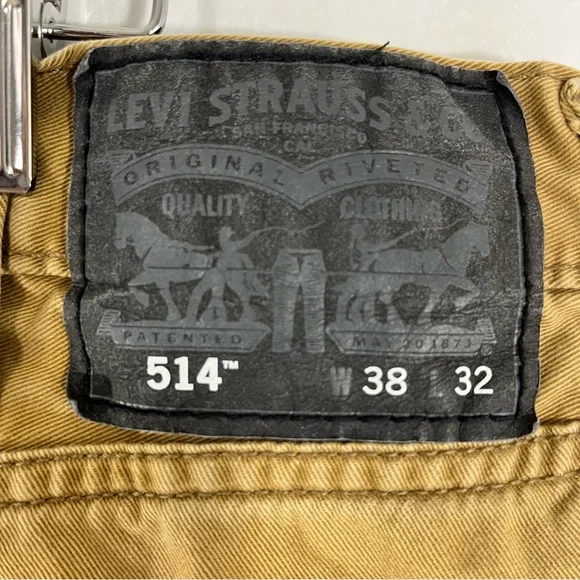 LEVI STRAUSS & CO
SAN FRANCISCO
CAL
ORIGINAL RIVETED
QUALITY CLOTHING
PATENTED MAY 20 1873
514™ W 38 L 32